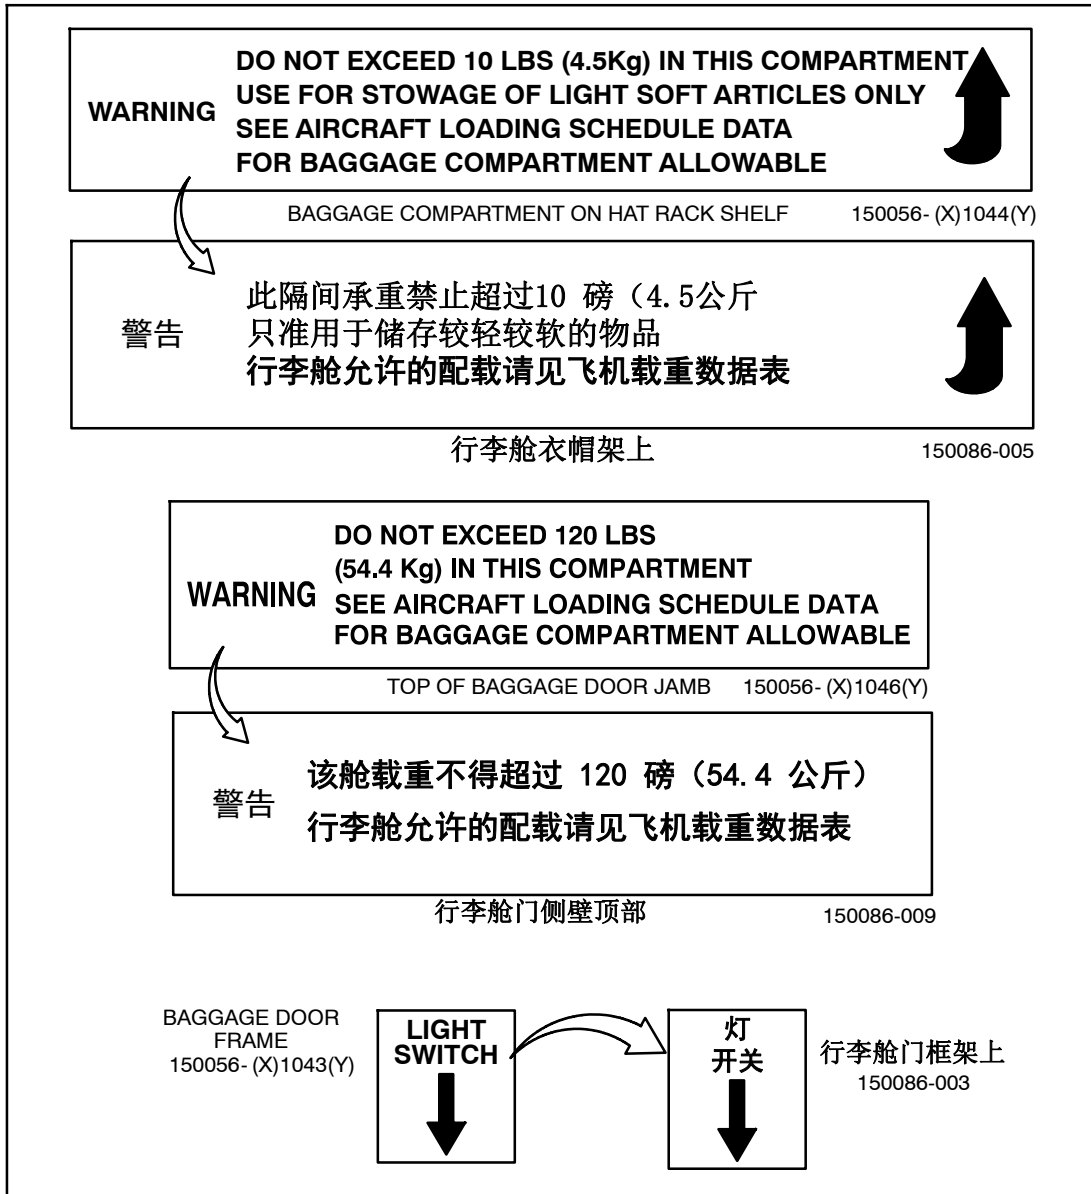 WARNING
DO NOT EXCEED 10 LBS (4.5Kg) IN THIS COMPARTMENT
USE FOR STOWAGE OF LIGHT SOFT ARTICLES ONLY
SEE AIRCRAFT LOADING SCHEDULE DATA
FOR BAGGAGE COMPARTMENT ALLOWABLE
BAGGAGE COMPARTMENT ON HAT RACK SHELF 150056- (X)1044(Y)
警告
此隔间承重禁止超过10 磅（4.5公斤
只准用于储存较轻较软的物品
行李舱允许的配载请见飞机载重数据表
行李舱衣帽架上 150086-005
WARNING
DO NOT EXCEED 120 LBS
(54.4 Kg) IN THIS COMPARTMENT
SEE AIRCRAFT LOADING SCHEDULE DATA
FOR BAGGAGE COMPARTMENT ALLOWABLE
TOP OF BAGGAGE DOOR JAMB 150056- (X)1046(Y)
警告
该舱载重不得超过 120 磅（54.4 公斤）
行李舱允许的配载请见飞机载重数据表
行李舱门侧壁顶部 150086-009
BAGGAGE DOOR
FRAME
150056- (X)1043(Y)
LIGHT
SWITCH
灯
开关
行李舱门框架上
150086-003